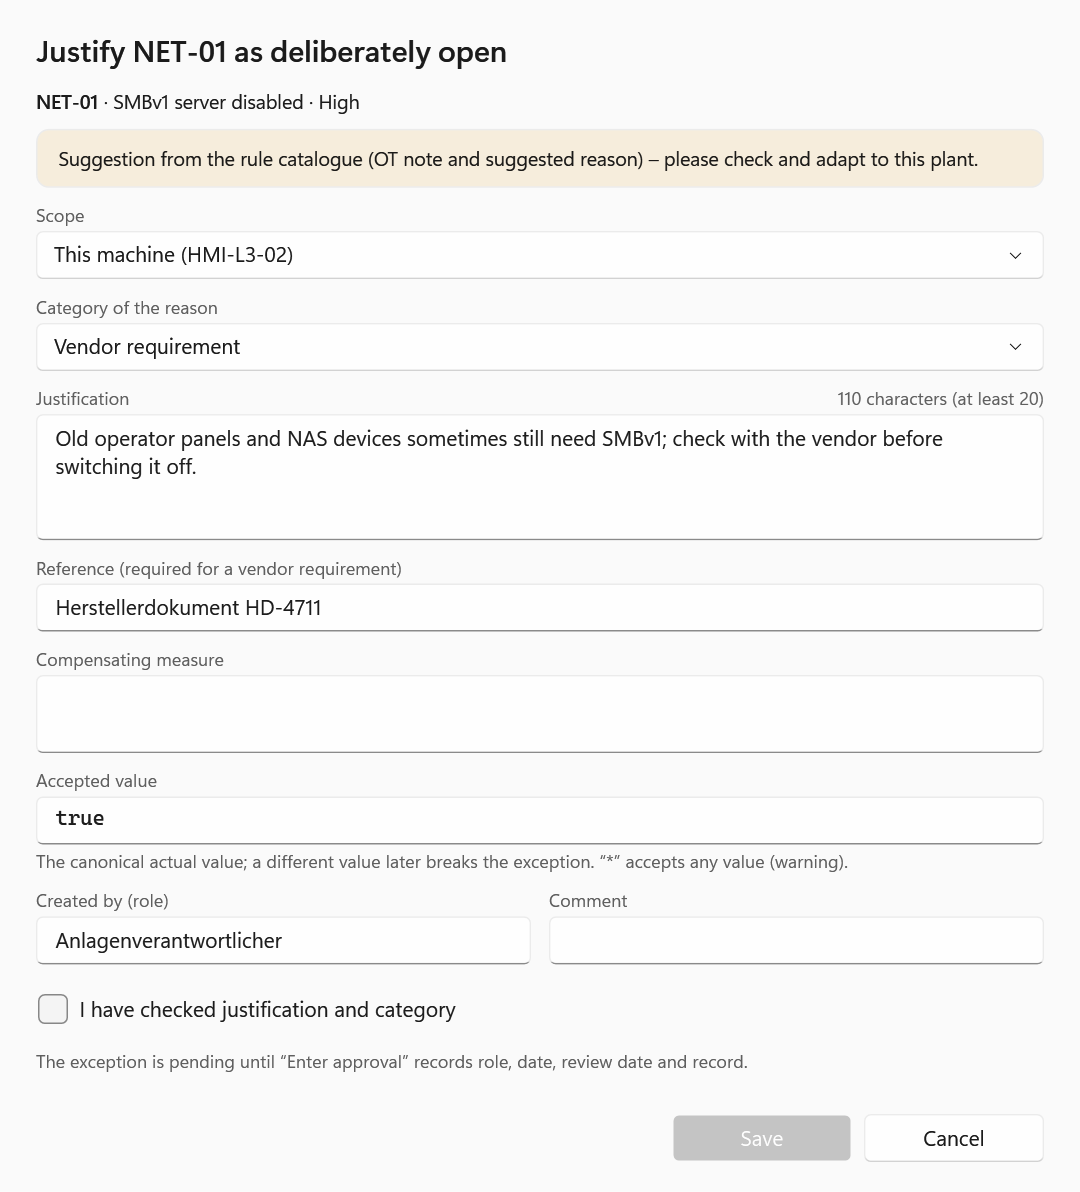 Justify NET-01 as deliberately open
NET-01 · SMBv1 server disabled · High
Suggestion from the rule catalogue (OT note and suggested reason) – please check and adapt to this plant.
Scope
This machine (HMI-L3-02)
Category of the reason
Vendor requirement
Justification
110 characters (at least 20)
Old operator panels and NAS devices sometimes still need SMBv1; check with the vendor before
switching it off.
Reference (required for a vendor requirement)
Herstellerdokument HD-4711
Compensating measure
Accepted value
true
The canonical actual value; a different value later breaks the exception. “*” accepts any value (warning).
Created by (role)
Comment
Anlagenverantwortlicher
I have checked justification and category
The exception is pending until “Enter approval” records role, date, review date and record.
Save
Cancel